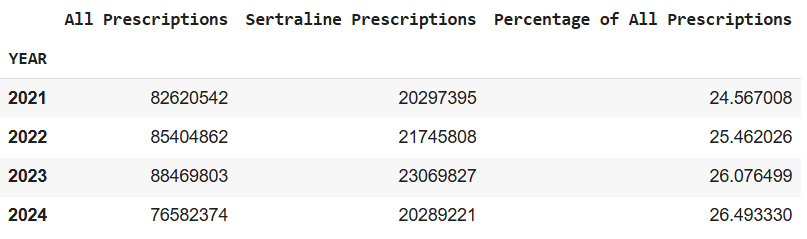 All Prescriptions Sertraline Prescriptions Percentage of All Prescriptions
YEAR
2021 82620542 20297395 24.567008
2022 85404862 21745808 25.462026
2023 88469803 23069827 26.076499
2024 76582374 20289221 26.493330